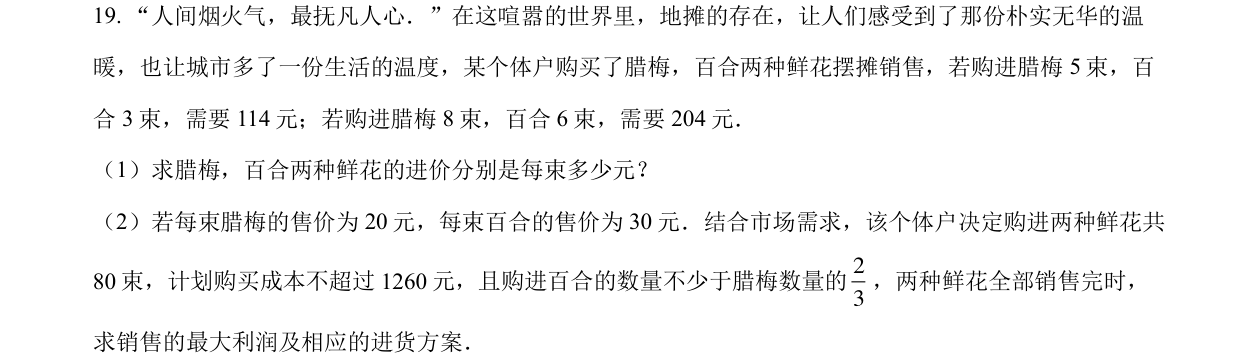 19. “人间烟火气，最抚凡人心．”在这喧嚣的世界里，地摊的存在，让人们感受到了那份朴实无华的温
暖，也让城市多了一份生活的温度，某个体户购买了腊梅，百合两种鲜花摆摊销售，若购进腊梅 5 束，百
合 3 束，需要 114 元；若购进腊梅 8 束，百合 6 束，需要 204 元．
（1）求腊梅，百合两种鲜花的进价分别是每束多少元？
（2）若每束腊梅的售价为 20 元，每束百合的售价为 30 元．结合市场需求，该个体户决定购进两种鲜花共
80 束，计划购买成本不超过 1260 元，且购进百合的数量不少于腊梅数量的 2/3，两种鲜花全部销售完时，
求销售的最大利润及相应的进货方案．